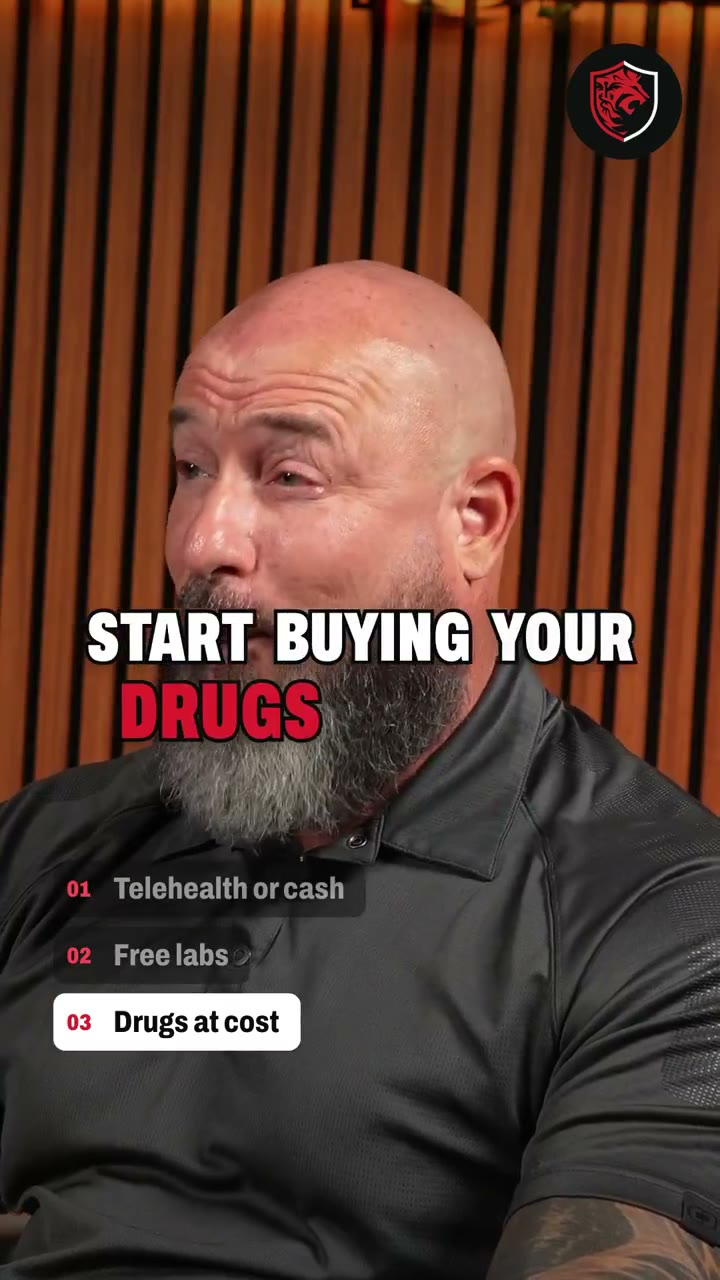 START BUYING YOUR
DRUGS
01 Telehealth or cash
02 Free labs
03 Drugs at cost